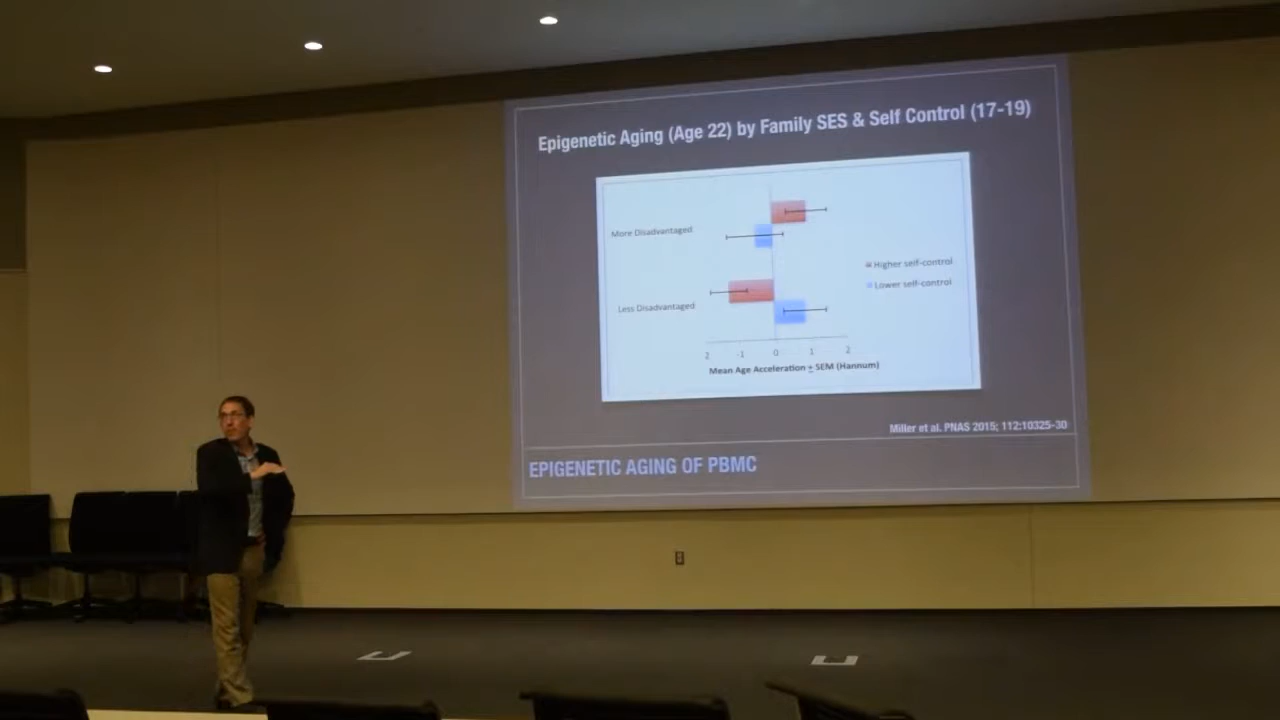 Epigenetic Aging (Age 22) by Family SES & Self Control (17-19)
More Disadvantaged
Higher self-control
Lower self-control
Less Disadvantaged
2 -1 0 1 2
Mean Age Acceleration ± SEM (Hannum)
Miller et al. PNAS 2015; 112:10325-30
EPIGENETIC AGING OF PBMC